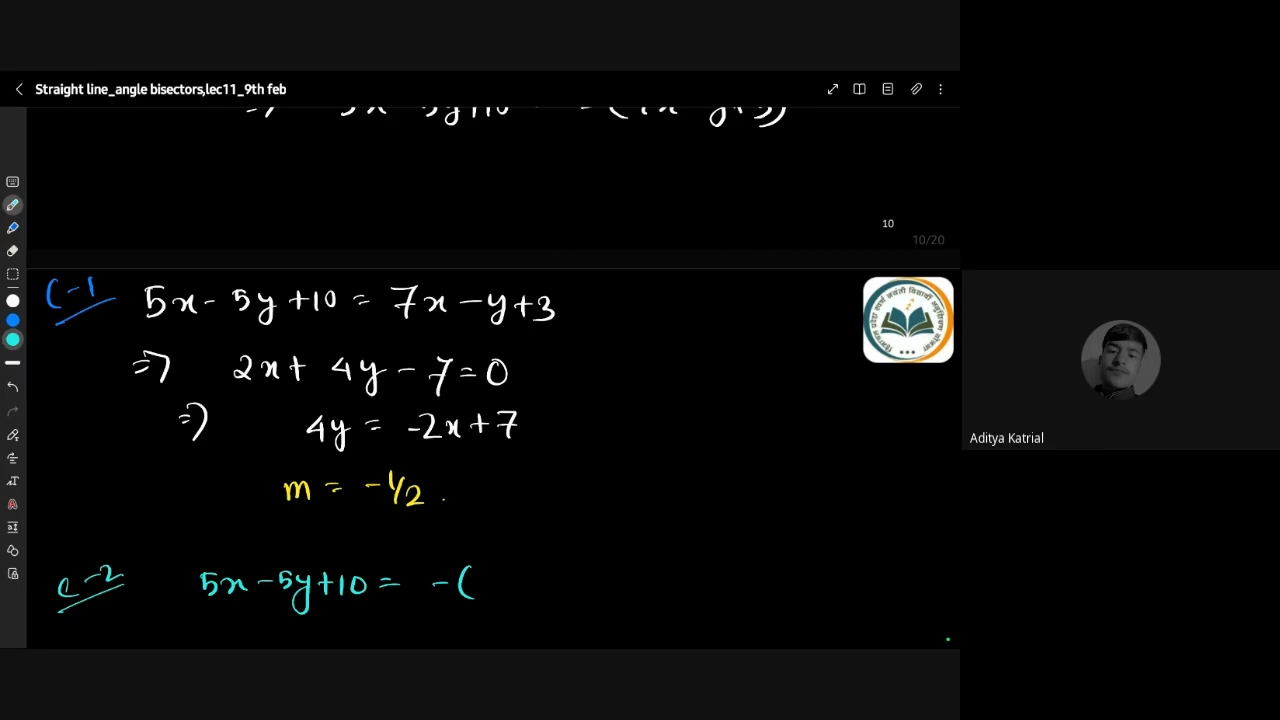 Straight line_angle bisectors,lec11_9th feb
10
10/20
C-1 5x - 5y + 10 = 7x - y + 3
=> 2x + 4y - 7 = 0
=> 4y = -2x + 7
m = -1/2
C-2 5x - 5y + 10 = - (
Aditya Katrial